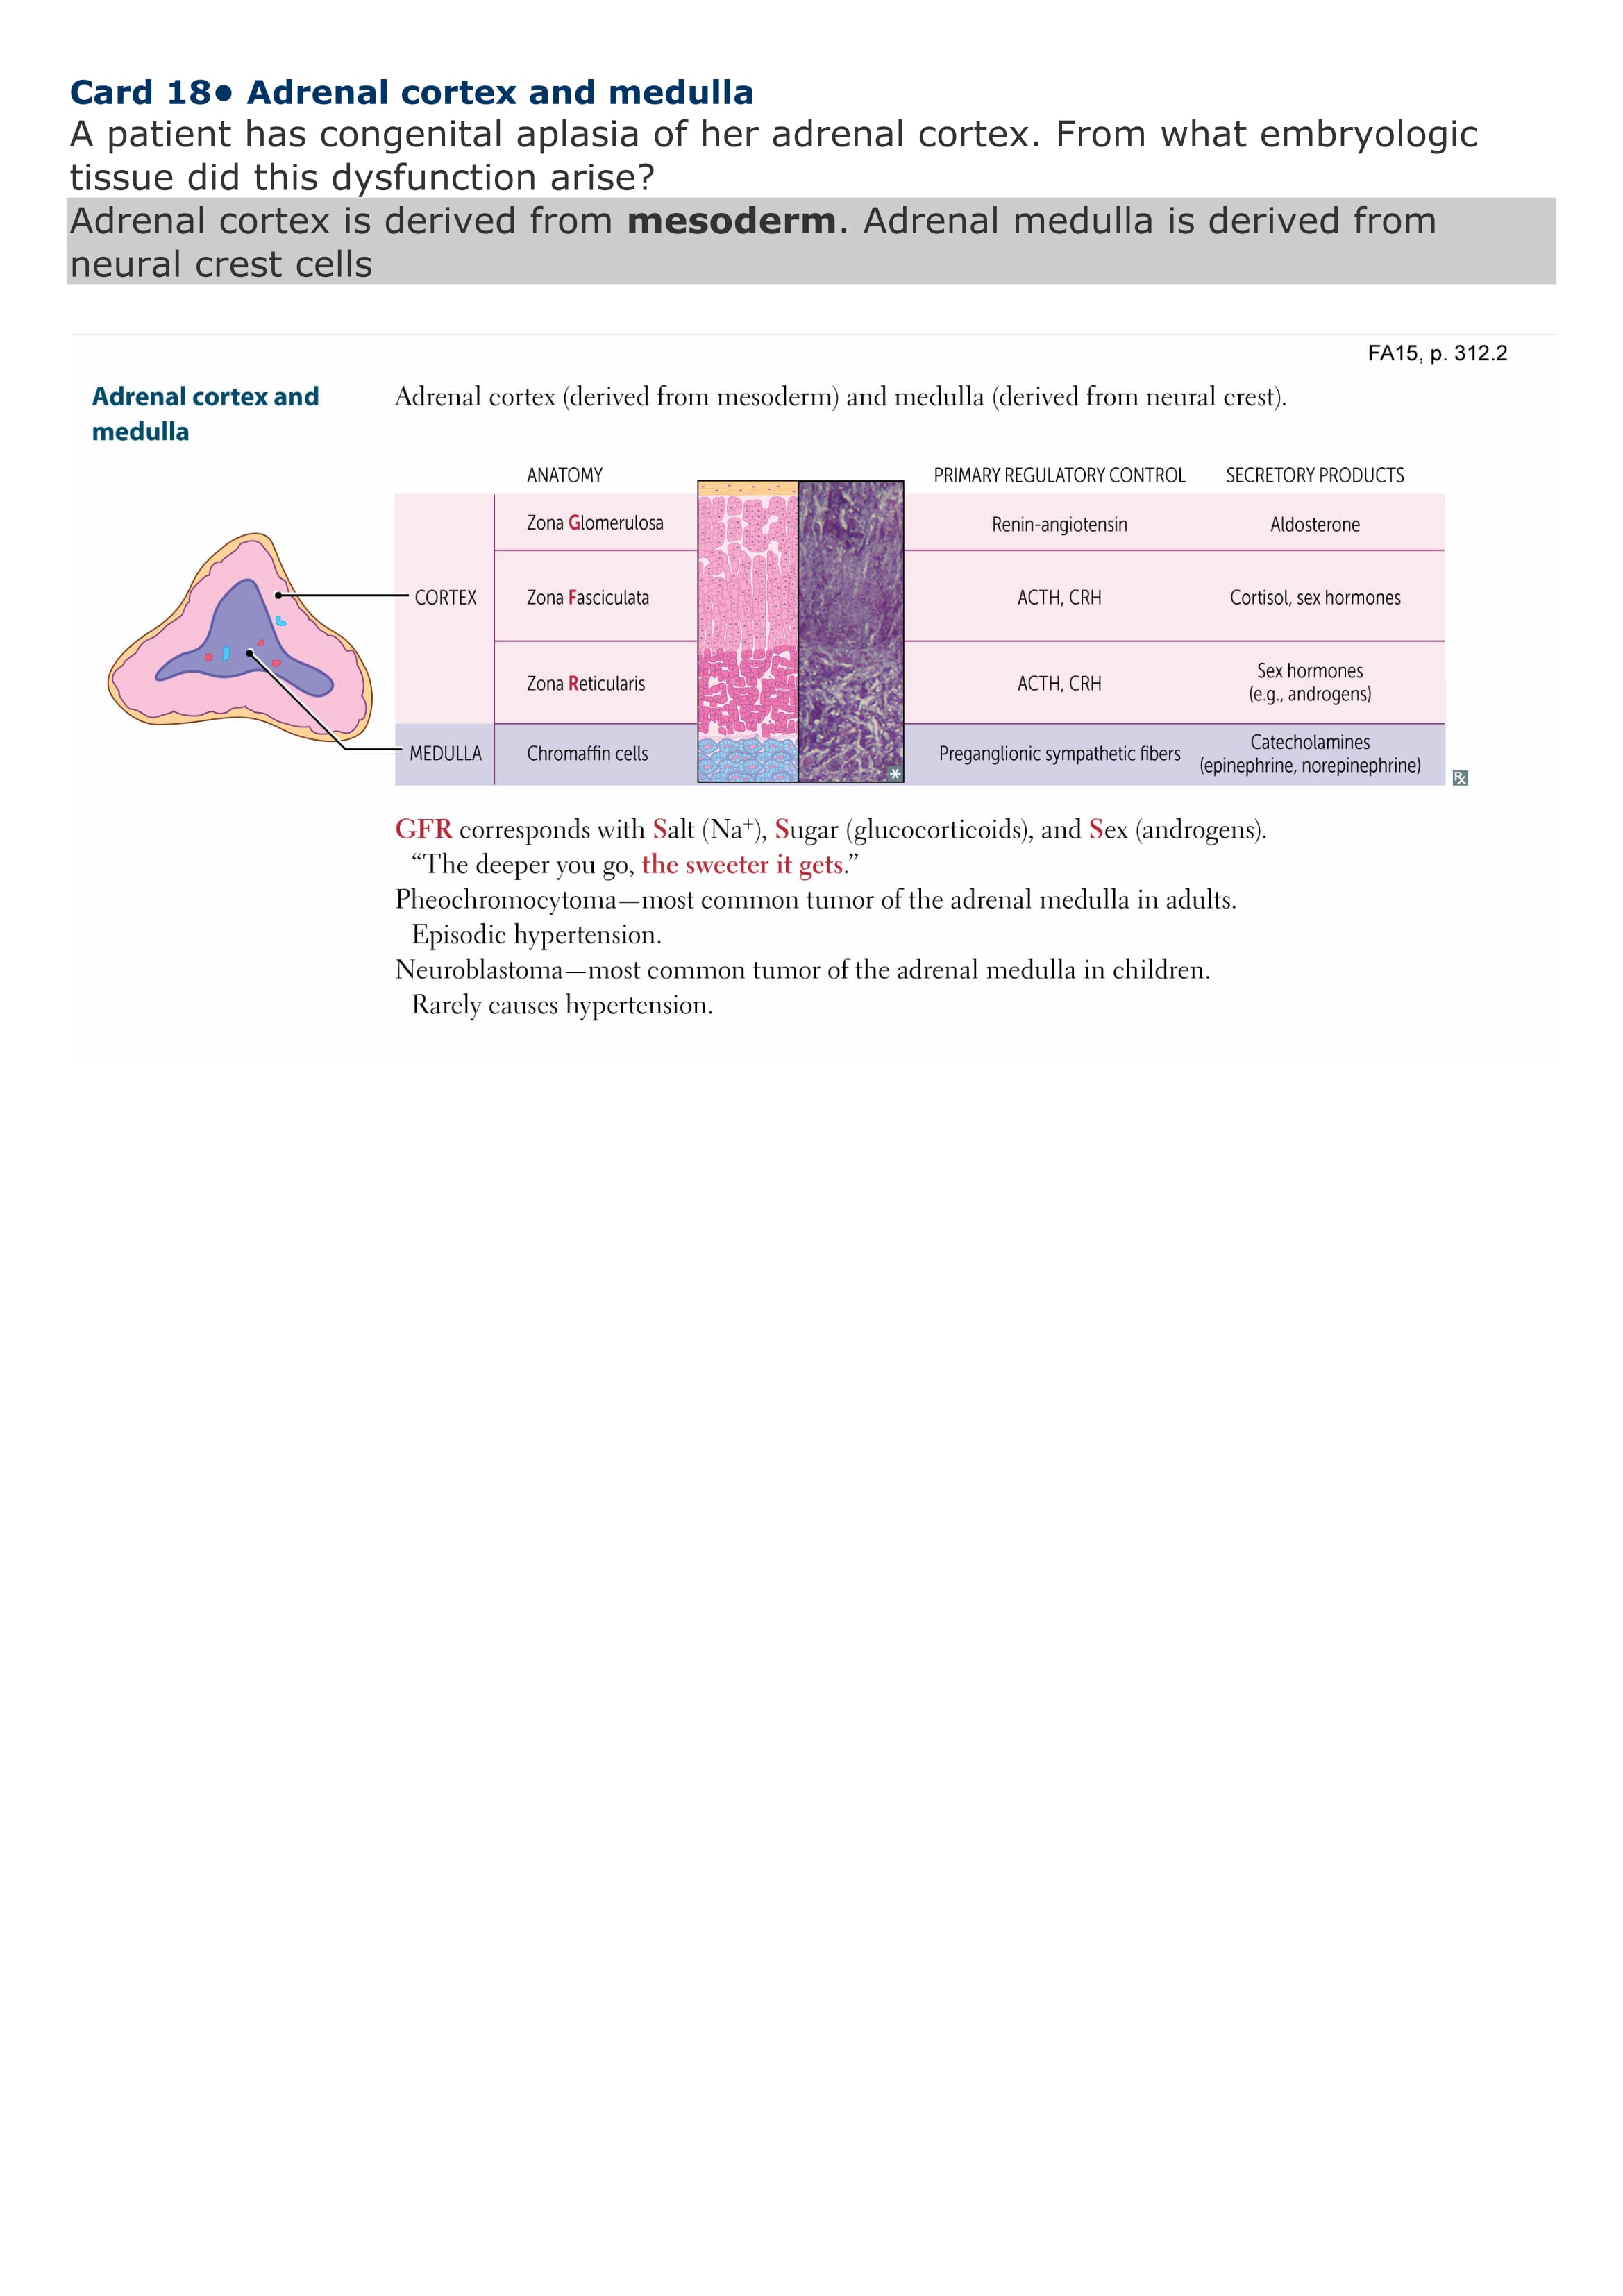 Card 18• Adrenal cortex and medulla
A patient has congenital aplasia of her adrenal cortex. From what embryologic
tissue did this dysfunction arise?
Adrenal cortex is derived from mesoderm. Adrenal medulla is derived from
neural crest cells
FA15, p. 312.2
Adrenal cortex and
medulla
Adrenal cortex (derived from mesoderm) and medulla (derived from neural crest).
ANATOMY PRIMARY REGULATORY CONTROL SECRETORY PRODUCTS
Zona Glomerulosa Renin-angiotensin Aldosterone
CORTEX Zona Fasciculata ACTH, CRH Cortisol, sex hormones
Zona Reticularis ACTH, CRH Sex hormones
(e.g., androgens)
MEDULLA Chromaffin cells Preganglionic sympathetic fibers Catecholamines
(epinephrine, norepinephrine)
*
Rx
GFR corresponds with Salt (Na⁺), Sugar (glucocorticoids), and Sex (androgens).
“The deeper you go, the sweeter it gets.”
Pheochromocytoma—most common tumor of the adrenal medulla in adults.
Episodic hypertension.
Neuroblastoma—most common tumor of the adrenal medulla in children.
Rarely causes hypertension.